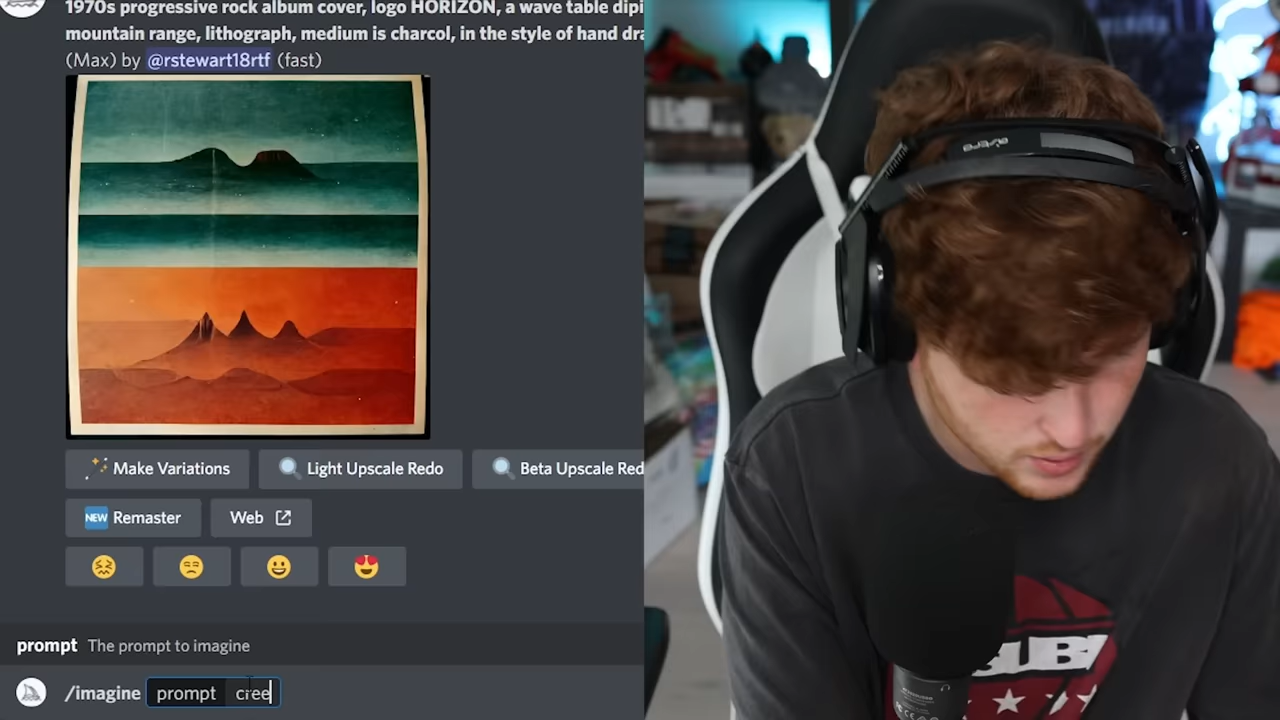 1970s progressive rock album cover, logo HORIZON, a wave table dipi
mountain range, lithograph, medium is charcol, in the style of hand dra
(Max) by @rstewart18rtf (fast)
Make Variations
Light Upscale Redo
Beta Upscale Red
NEW Remaster
Web
prompt The prompt to imagine
/imagine prompt cree